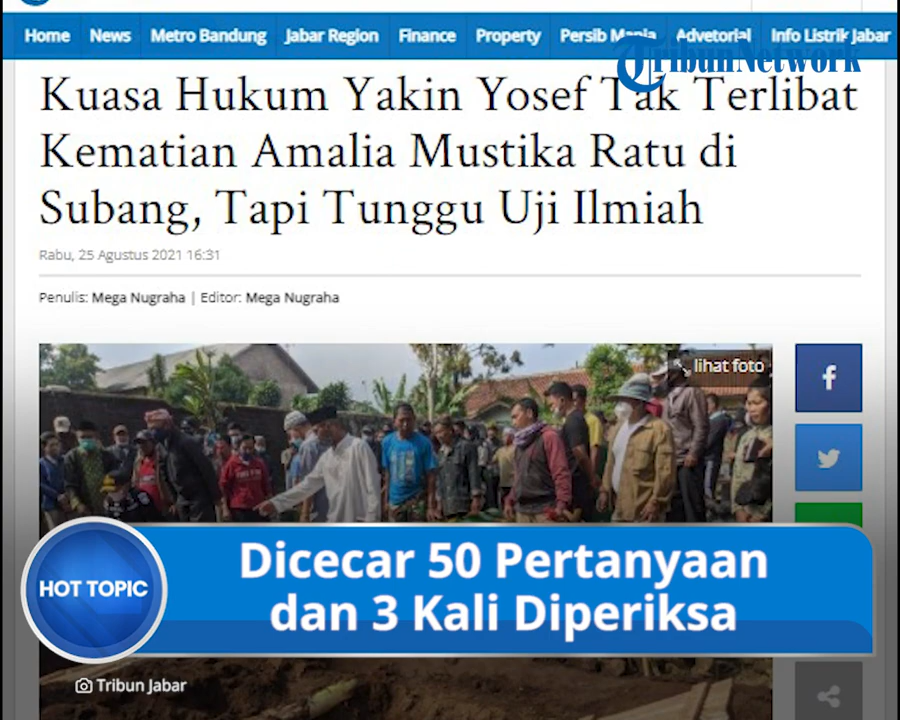 Home News Metro Bandung Jabar Region Finance Property Persib Mania Advetorial Info Listrik Jabar
TribunNetwork
Kuasa Hukum Yakin Yosef Tak Terlibat
Kematian Amalia Mustika Ratu di
Subang, Tapi Tunggu Uji Ilmiah
Rabu, 25 Agustus 2021 16:31
Penulis: Mega Nugraha | Editor: Mega Nugraha
lihat foto
HOT TOPIC
Dicecar 50 Pertanyaan
dan 3 Kali Diperiksa
Tribun Jabar